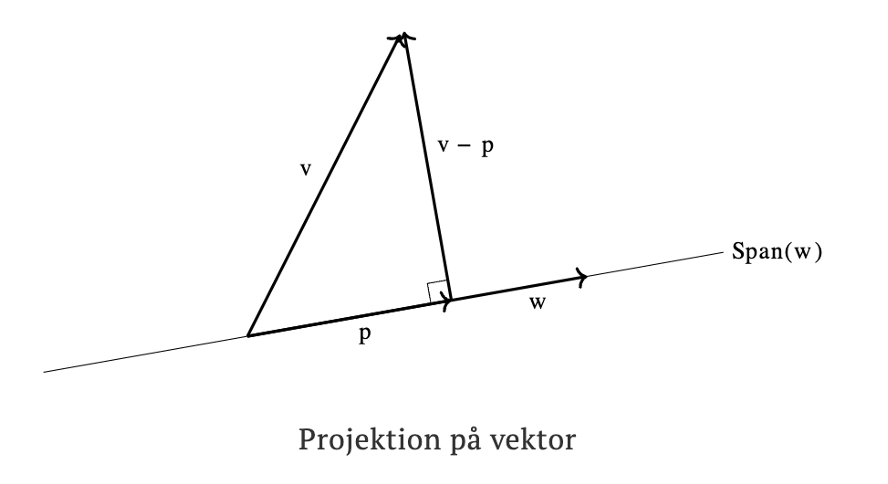 v
v – p
Span(w)
w
p
Projektion på vektor